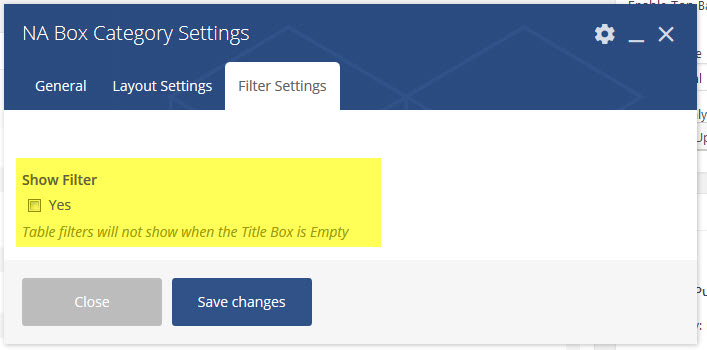 NA Box Category Settings
General Layout Settings Filter Settings
Show Filter
Yes
Table filters will not show when the Title Box is Empty
Close Save changes